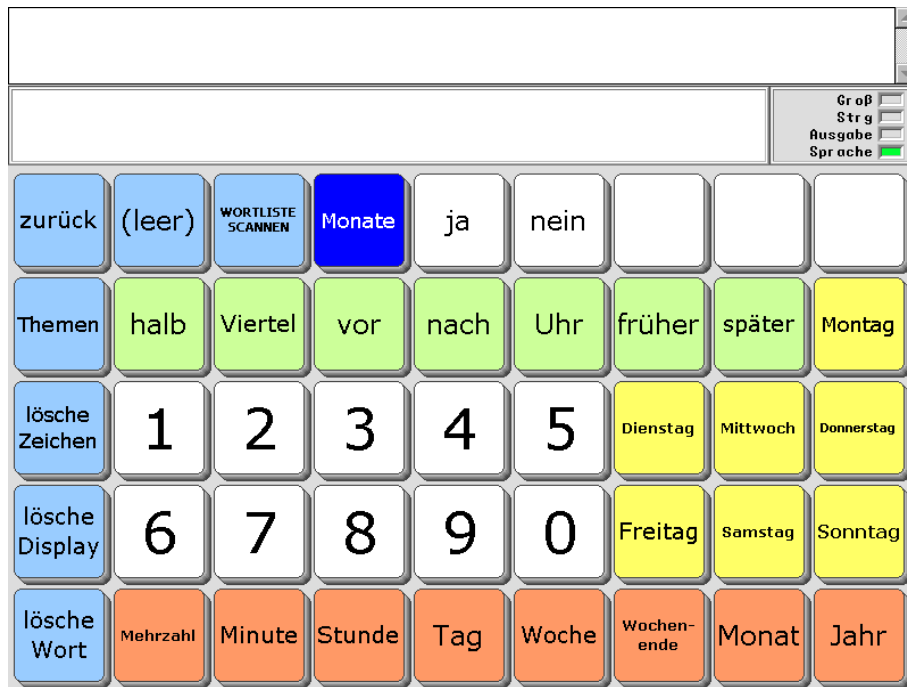 Groß
Strg
Ausgabe
Sprache
zurück (leer) WORTLISTE SCANNEN Monate ja nein
Themen halb Viertel vor nach Uhr früher später Montag
lösche Zeichen 1 2 3 4 5 Dienstag Mittwoch Donnerstag
lösche Display 6 7 8 9 0 Freitag Samstag Sonntag
lösche Wort Mehrzahl Minute Stunde Tag Woche Wochen-ende Monat Jahr